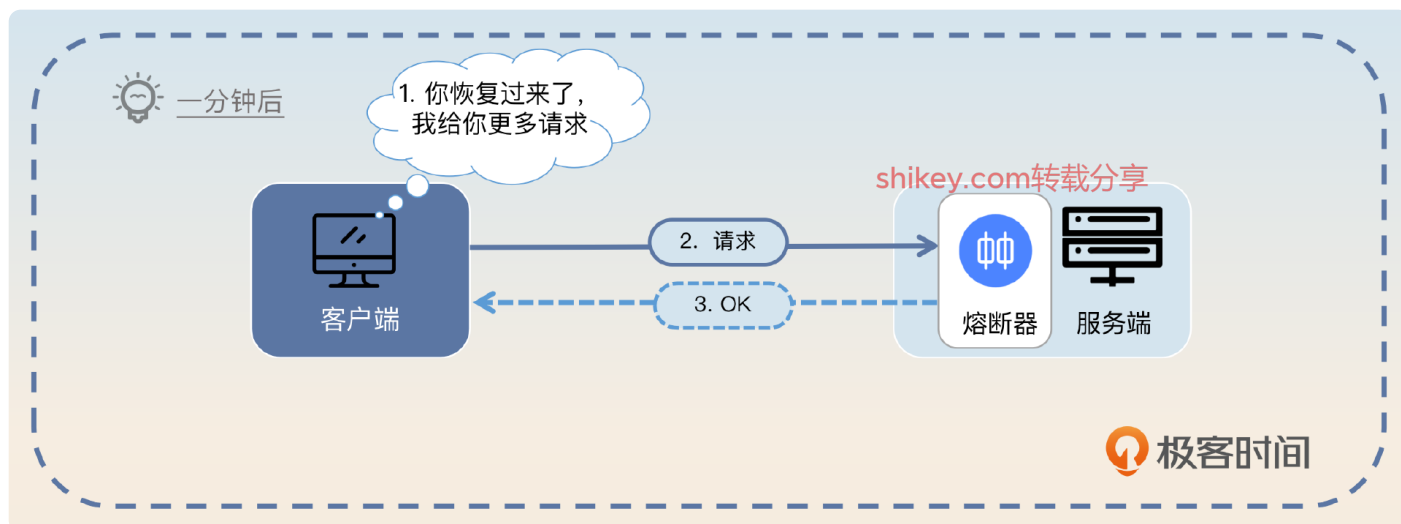 一分钟后
1. 你恢复过来了，
我给你更多请求
shikey.com转载分享
2. 请求
3. OK
客户端
熔断器
服务端
极客时间